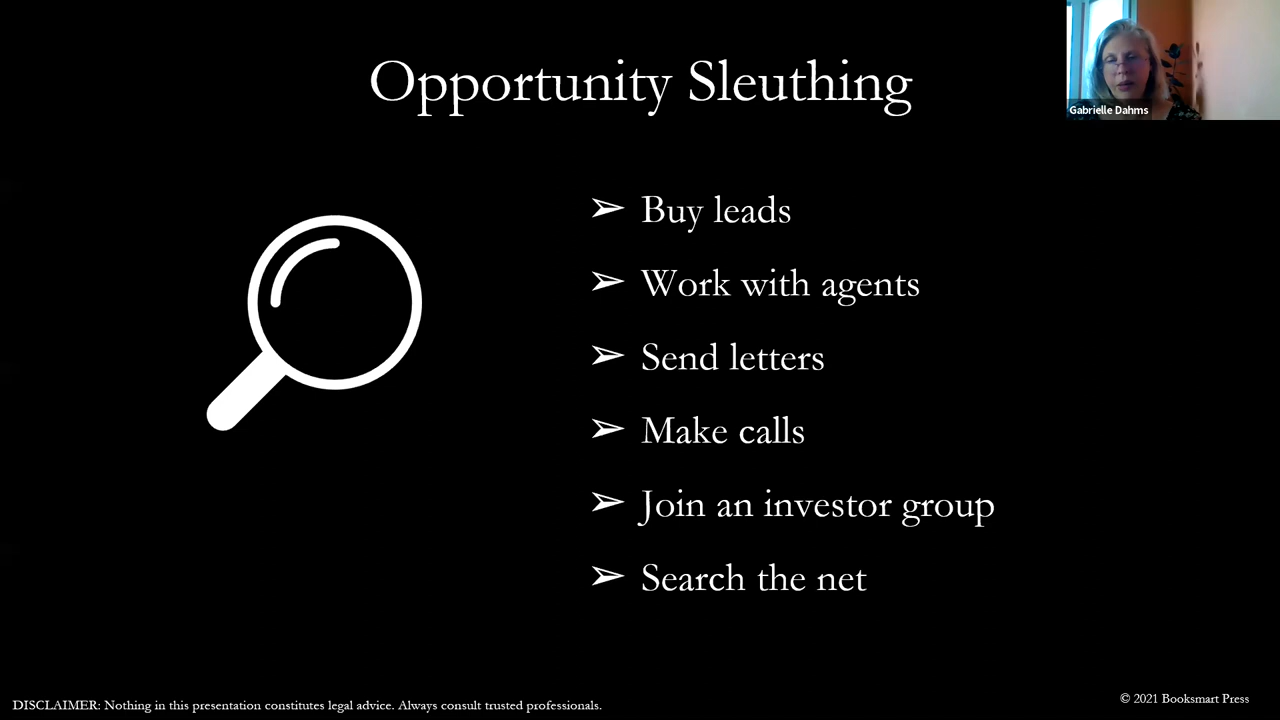 Opportunity Sleuthing
Gabrielle Dahms
➢ Buy leads
➢ Work with agents
➢ Send letters
➢ Make calls
➢ Join an investor group
➢ Search the net
DISCLAIMER: Nothing in this presentation constitutes legal advice. Always consult trusted professionals.
© 2021 Booksmart Press